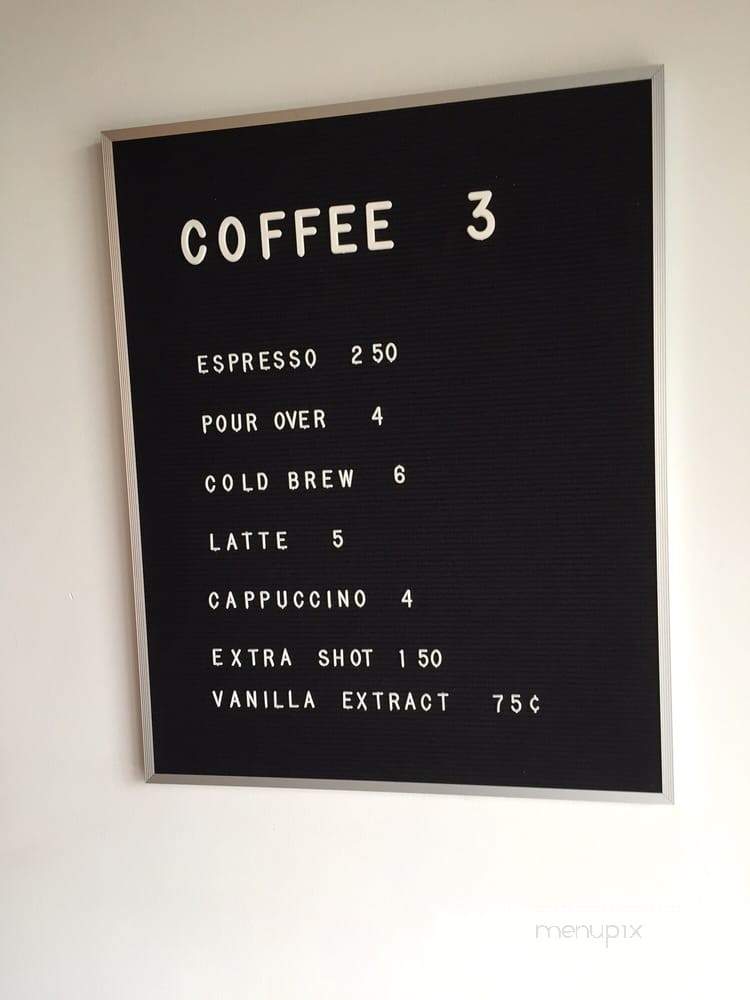 COFFEE 3
ESPRESSO 2 50
POUR OVER 4
COLD BREW 6
LATTE 5
CAPPUCCINO 4
EXTRA SHOT 1 50
VANILLA EXTRACT 75¢
menupix